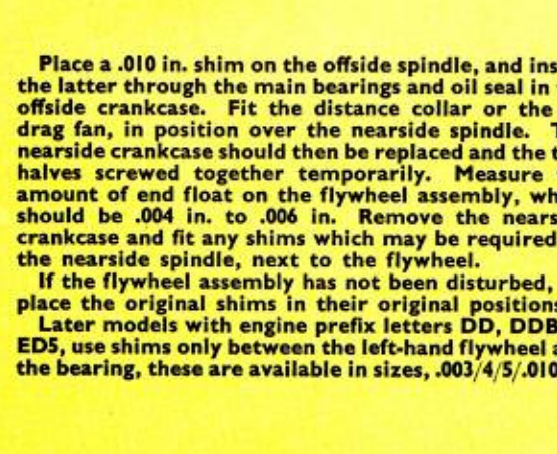 Place a .010 in. shim on the offside spindle, and ins
the latter through the main bearings and oil seal in
offside crankcase. Fit the distance collar or the
drag fan, in position over the nearside spindle. T
nearside crankcase should then be replaced and the t
halves screwed together temporarily. Measure
amount of end float on the flywheel assembly, wh
should be .004 in. to .006 in. Remove the nears
crankcase and fit any shims which may be required
the nearside spindle, next to the flywheel.
If the flywheel assembly has not been disturbed,
place the original shims in their original positions
Later models with engine prefix letters DD, DDB
ED5, use shims only between the left-hand flywheel a
the bearing, these are available in sizes, .003/4/5/.010